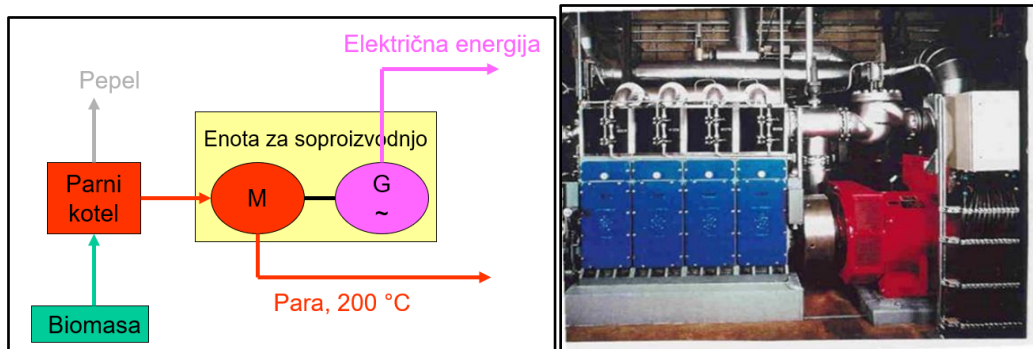 Električna energija
Pepel
Enota za soproizvodnjo
Parni
kotel
M
G
~
Para, 200 °C
Biomasa